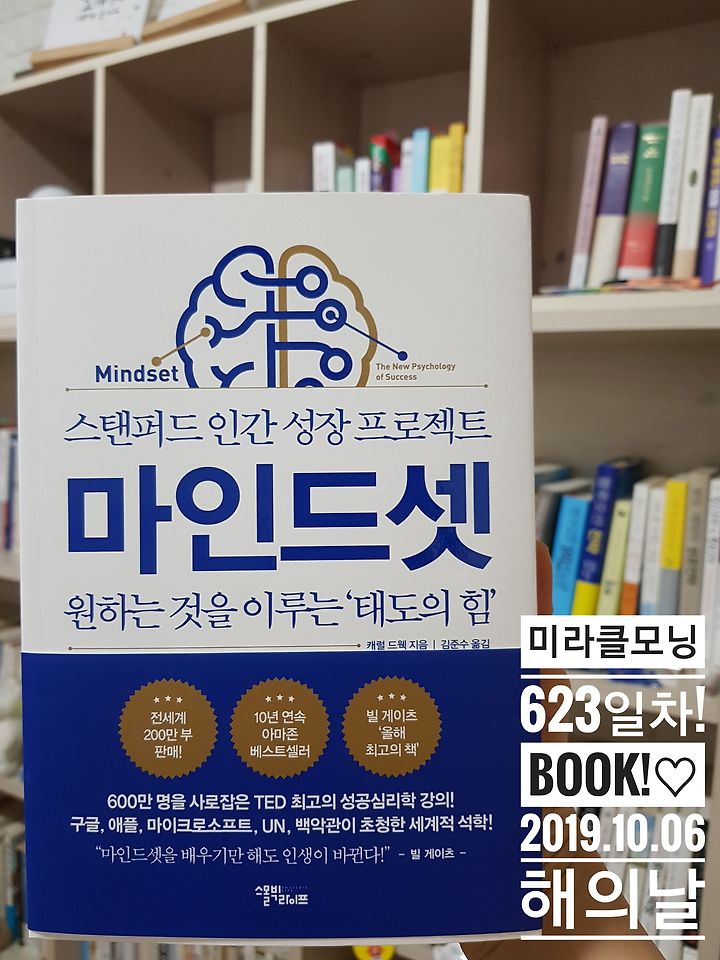 Mindset
The New Psychology
of Success
스탠퍼드 인간 성장 프로젝트
마인드셋
원하는 것을 이루는 ‘태도의 힘’
캐럴 드웩 지음 | 김준수 옮김
전세계
200만 부
판매!
10년 연속
아마존
베스트셀러
빌 게이츠
‘올해
최고의 책’
600만 명을 사로잡은 TED 최고의 성공심리학 강의!
구글, 애플, 마이크로소프트, UN, 백악관이 초청한 세계적 석학!
“마인드셋을 배우기만 해도 인생이 바뀐다!” - 빌 게이츠 -
스몰빅라이프
미라클모닝
623일차!
BOOK!♡
2019.10.06
해의날